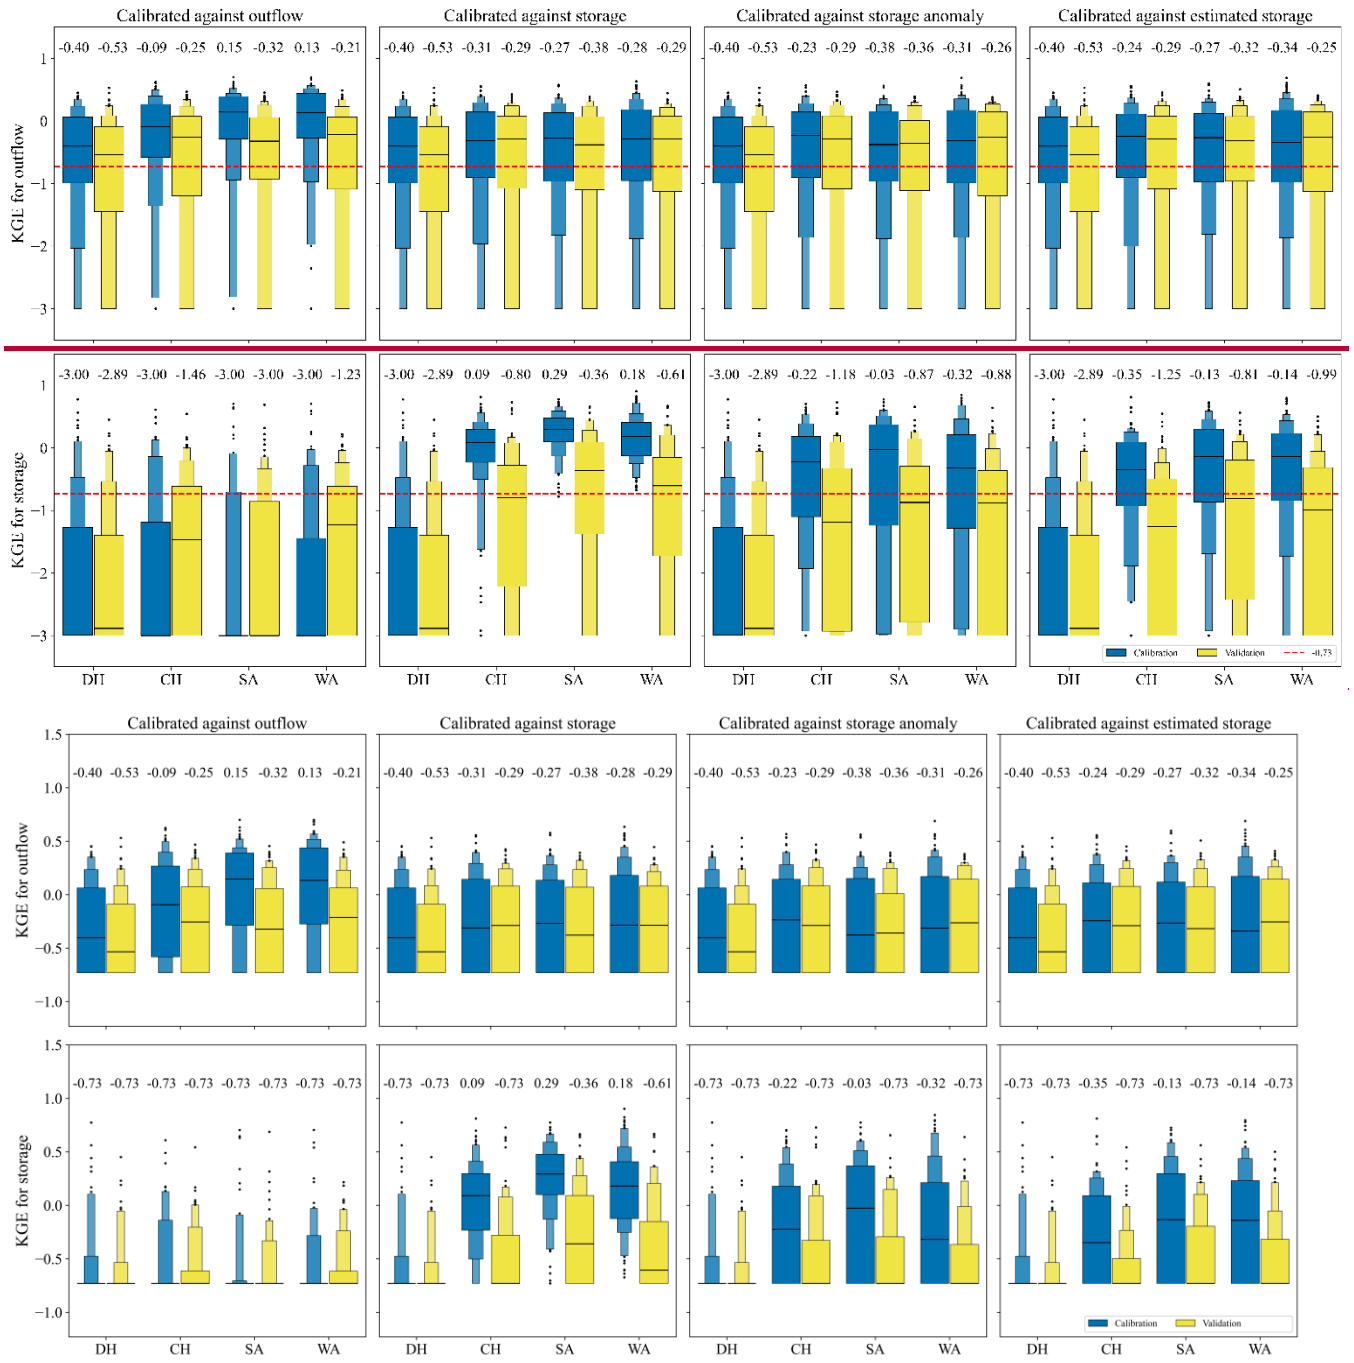 Calibrated against outflow Calibrated against storage Calibrated against storage anomaly Calibrated against estimated storage
-0.40 -0.53 -0.09 -0.25 0.15 -0.32 0.13 -0.21 -0.40 -0.53 -0.31 -0.29 -0.27 -0.38 -0.28 -0.29 -0.40 -0.53 -0.23 -0.29 -0.38 -0.36 -0.31 -0.26 -0.40 -0.53 -0.24 -0.29 -0.27 -0.32 -0.34 -0.25
1
0
−1
−2
−3
KGE for outflow
-3.00 -2.89 -3.00 -1.46 -3.00 -3.00 -3.00 -1.23 -3.00 -2.89 0.09 -0.80 0.29 -0.36 0.18 -0.61 -3.00 -2.89 -0.22 -1.18 -0.03 -0.87 -0.32 -0.88 -3.00 -2.89 -0.35 -1.25 -0.13 -0.81 -0.14 -0.99
1
0
−1
−2
−3
KGE for storage
Calibration Validation -0.73
DH CH SA WA DH CH SA WA DH CH SA WA DH CH SA WA
Calibrated against outflow Calibrated against storage Calibrated against storage anomaly Calibrated against estimated storage
1.5
-0.40 -0.53 -0.09 -0.25 0.15 -0.32 0.13 -0.21 -0.40 -0.53 -0.31 -0.29 -0.27 -0.38 -0.28 -0.29 -0.40 -0.53 -0.23 -0.29 -0.38 -0.36 -0.31 -0.26 -0.40 -0.53 -0.24 -0.29 -0.27 -0.32 -0.34 -0.25
1.0
0.5
0.0
−0.5
−1.0
KGE for outflow
1.5
-0.73 -0.73 -0.73 -0.73 -0.73 -0.73 -0.73 -0.73 -0.73 -0.73 0.09 -0.73 0.29 -0.36 0.18 -0.61 -0.73 -0.73 -0.22 -0.73 -0.03 -0.73 -0.32 -0.73 -0.73 -0.73 -0.35 -0.73 -0.13 -0.73 -0.14 -0.73
1.0
0.5
0.0
−0.5
−1.0
KGE for storage
Calibration Validation
DH CH SA WA DH CH SA WA DH CH SA WA DH CH SA WA